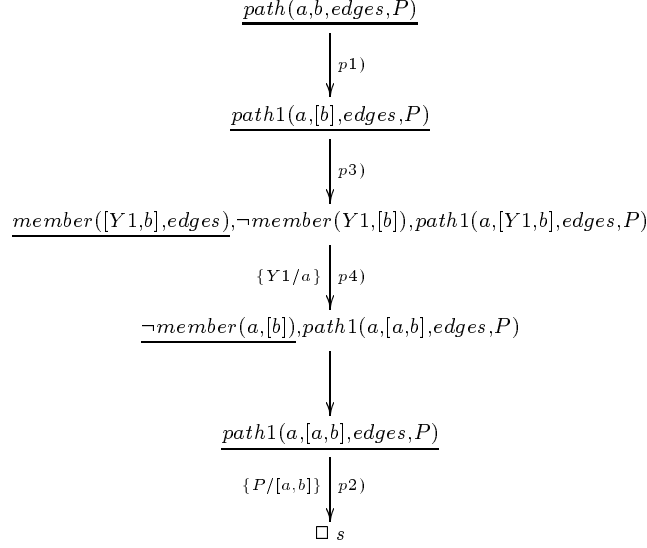 path(a,b,edges,P)
p1)
path1(a,[b],edges,P)
p3)
member([Y1,b],edges),¬member(Y1,[b]),path1(a,[Y1,b],edges,P)
{Y1/a} p4)
¬member(a,[b]),path1(a,[a,b],edges,P)
path1(a,[a,b],edges,P)
{P/[a,b]} p2)
□ s